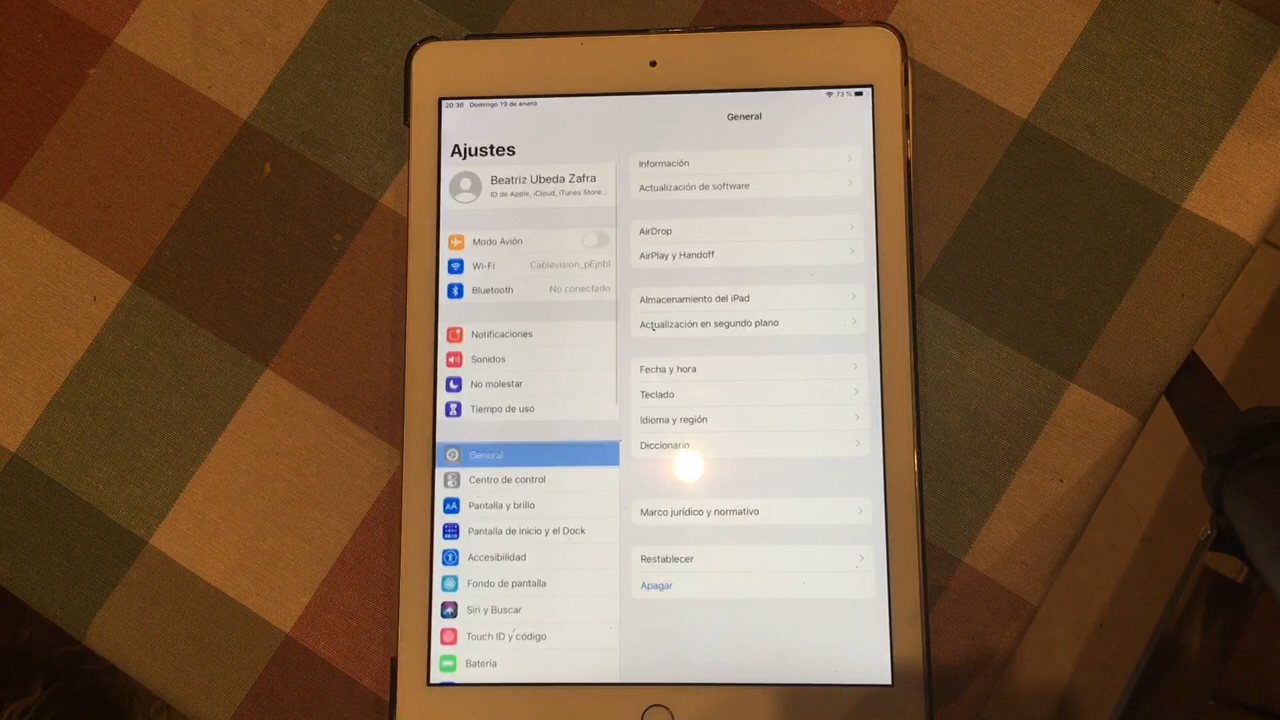 20:36 Domingo 19 de enero
73 %
Ajustes
Beatriz Ubeda Zafra
ID de Apple, iCloud, iTunes Store...
Modo Avión
Wi-Fi Cablevision_pEjnbl
Bluetooth No conectado
Notificaciones
Sonidos
No molestar
Tiempo de uso
General
Centro de control
AA Pantalla y brillo
Pantalla de inicio y el Dock
Accesibilidad
Fondo de pantalla
Siri y Buscar
Touch ID y código
Batería
General
Información
Actualización de software
AirDrop
AirPlay y Handoff
Almacenamiento del iPad
Actualización en segundo plano
Fecha y hora
Teclado
Idioma y región
Diccionario
Marco jurídico y normativo
Restablecer
Apagar